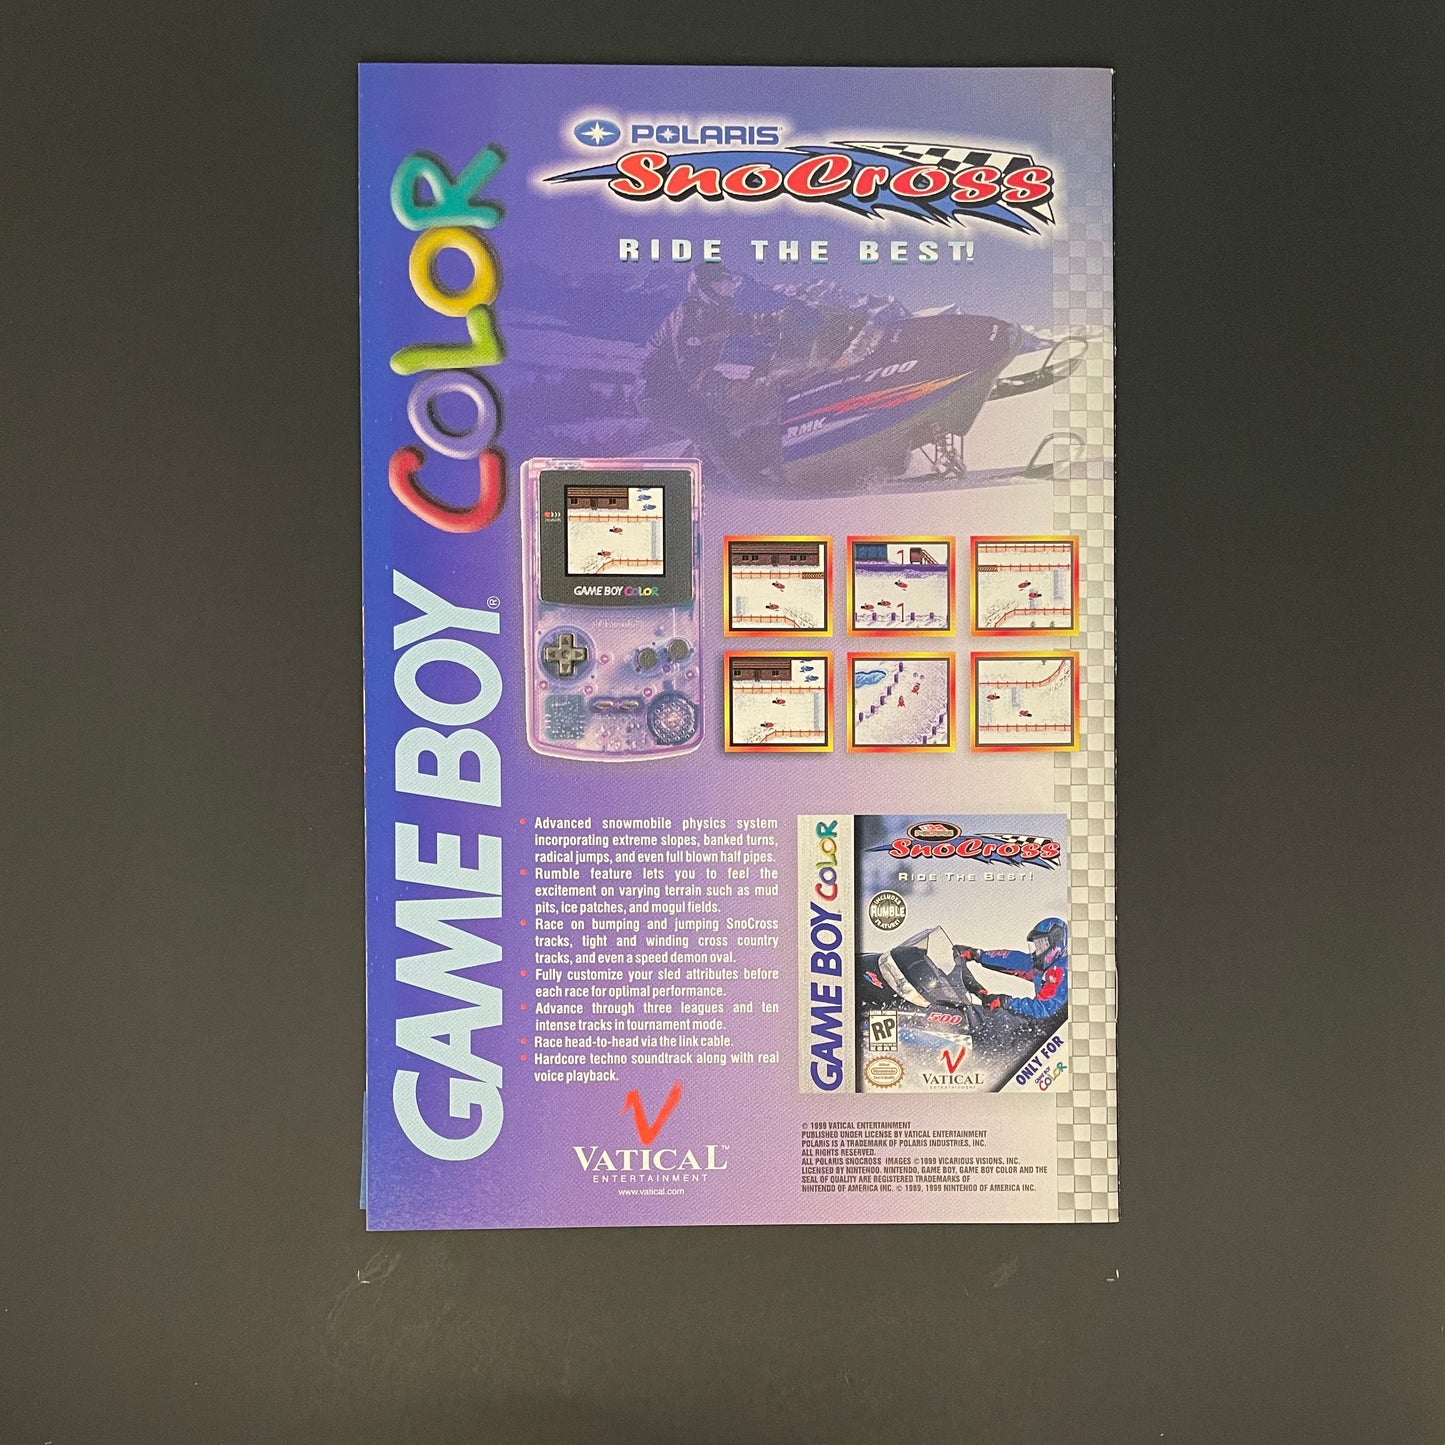 POLARIS
SnoCross
RIDE THE BEST!
GAME BOY® COLOR
700
RMK
GAME BOY COLOR
Advanced snowmobile physics system
incorporating extreme slopes, banked turns,
radical jumps, and even full blown half pipes.
Rumble feature lets you to feel the
excitement on varying terrain such as mud
pits, ice patches, and mogul fields.
Race on bumping and jumping SnoCross
tracks, tight and winding cross country
tracks, and even a speed demon oval.
Fully customize your sled attributes before
each race for optimal performance.
Advance through three leagues and ten
intense tracks in tournament mode.
Race head-to-head via the link cable.
Hardcore techno soundtrack along with real
voice playback.
VATICAL™
ENTERTAINMENT
www.vatical.com
GAME BOY COLOR
POLARIS
SnoCross
RIDE THE BEST!
INCLUDES
RUMBLE
FEATURE!
500
RP
VATICAL
ENTERTAINMENT
ONLY FOR
GAME BOY
COLOR
© 1999 VATICAL ENTERTAINMENT
PUBLISHED UNDER LICENSE BY VATICAL ENTERTAINMENT
POLARIS IS A TRADEMARK OF POLARIS INDUSTRIES, INC.
ALL RIGHTS RESERVED.
ALL POLARIS SNOCROSS IMAGES ©1999 VICARIOUS VISIONS, INC.
LICENSED BY NINTENDO. NINTENDO, GAME BOY, GAME BOY COLOR AND THE
SEAL OF QUALITY ARE REGISTERED TRADEMARKS OF
NINTENDO OF AMERICA INC. © 1989, 1999 NINTENDO OF AMERICA INC.